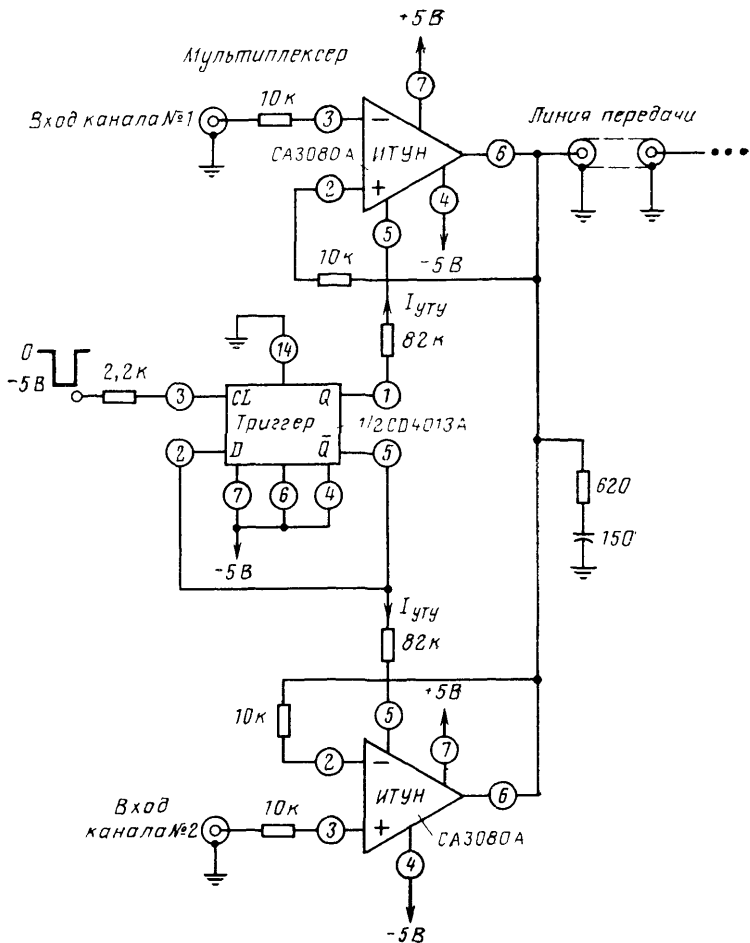 +5В
Мультиплексер
7
10к
3
−
Линия передачи
Вход канала №1
СА3080А
ИТУН
6
2
+
4
5
-5В
10к
Iуту
82к
0
-5В
2,2к
14
3
CL
Q
1
Триггер
1/2CD4013A
2
D
Q̅
5
7
6
4
620
150
-5В
Iуту
82к
+5В
10к
5
7
2
−
ИТУН
6
Вход
канала №2
10к
3
+
СА3080А
4
-5В